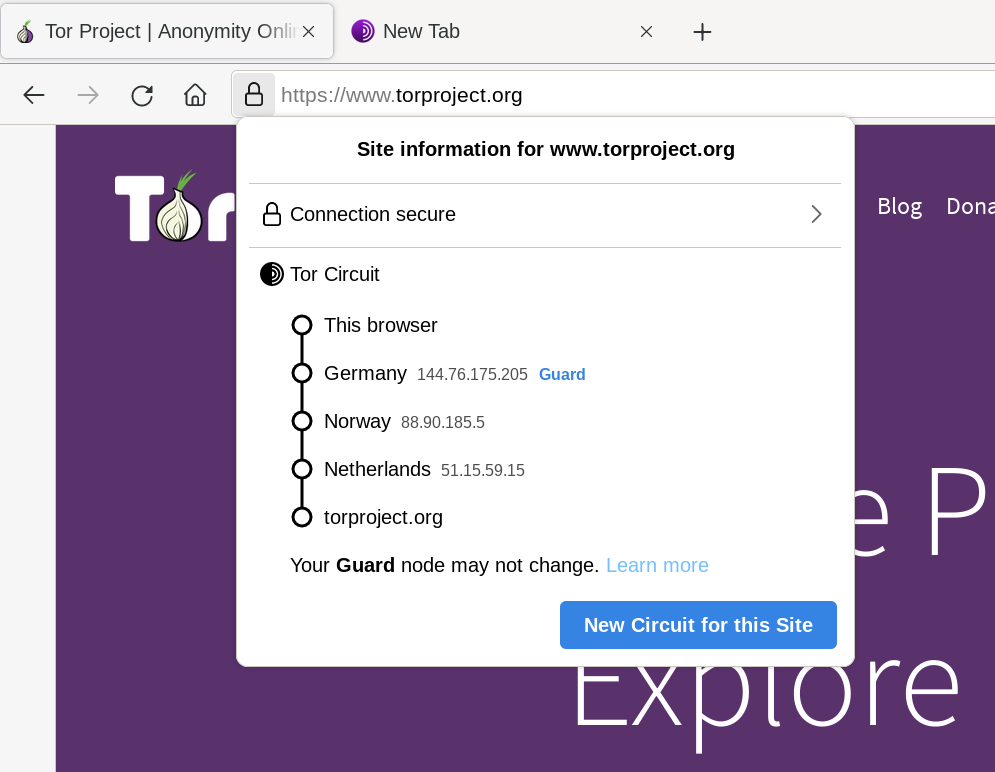 Tor Project | Anonymity Onlin
New Tab
https://www.torproject.org
Site information for www.torproject.org
Connection secure
Blog
Dona
Tor Circuit
This browser
Germany 144.76.175.205 Guard
Norway 88.90.185.5
Netherlands 51.15.59.15
torproject.org
Your Guard node may not change. Learn more
New Circuit for this Site
Tor
e P
Explore